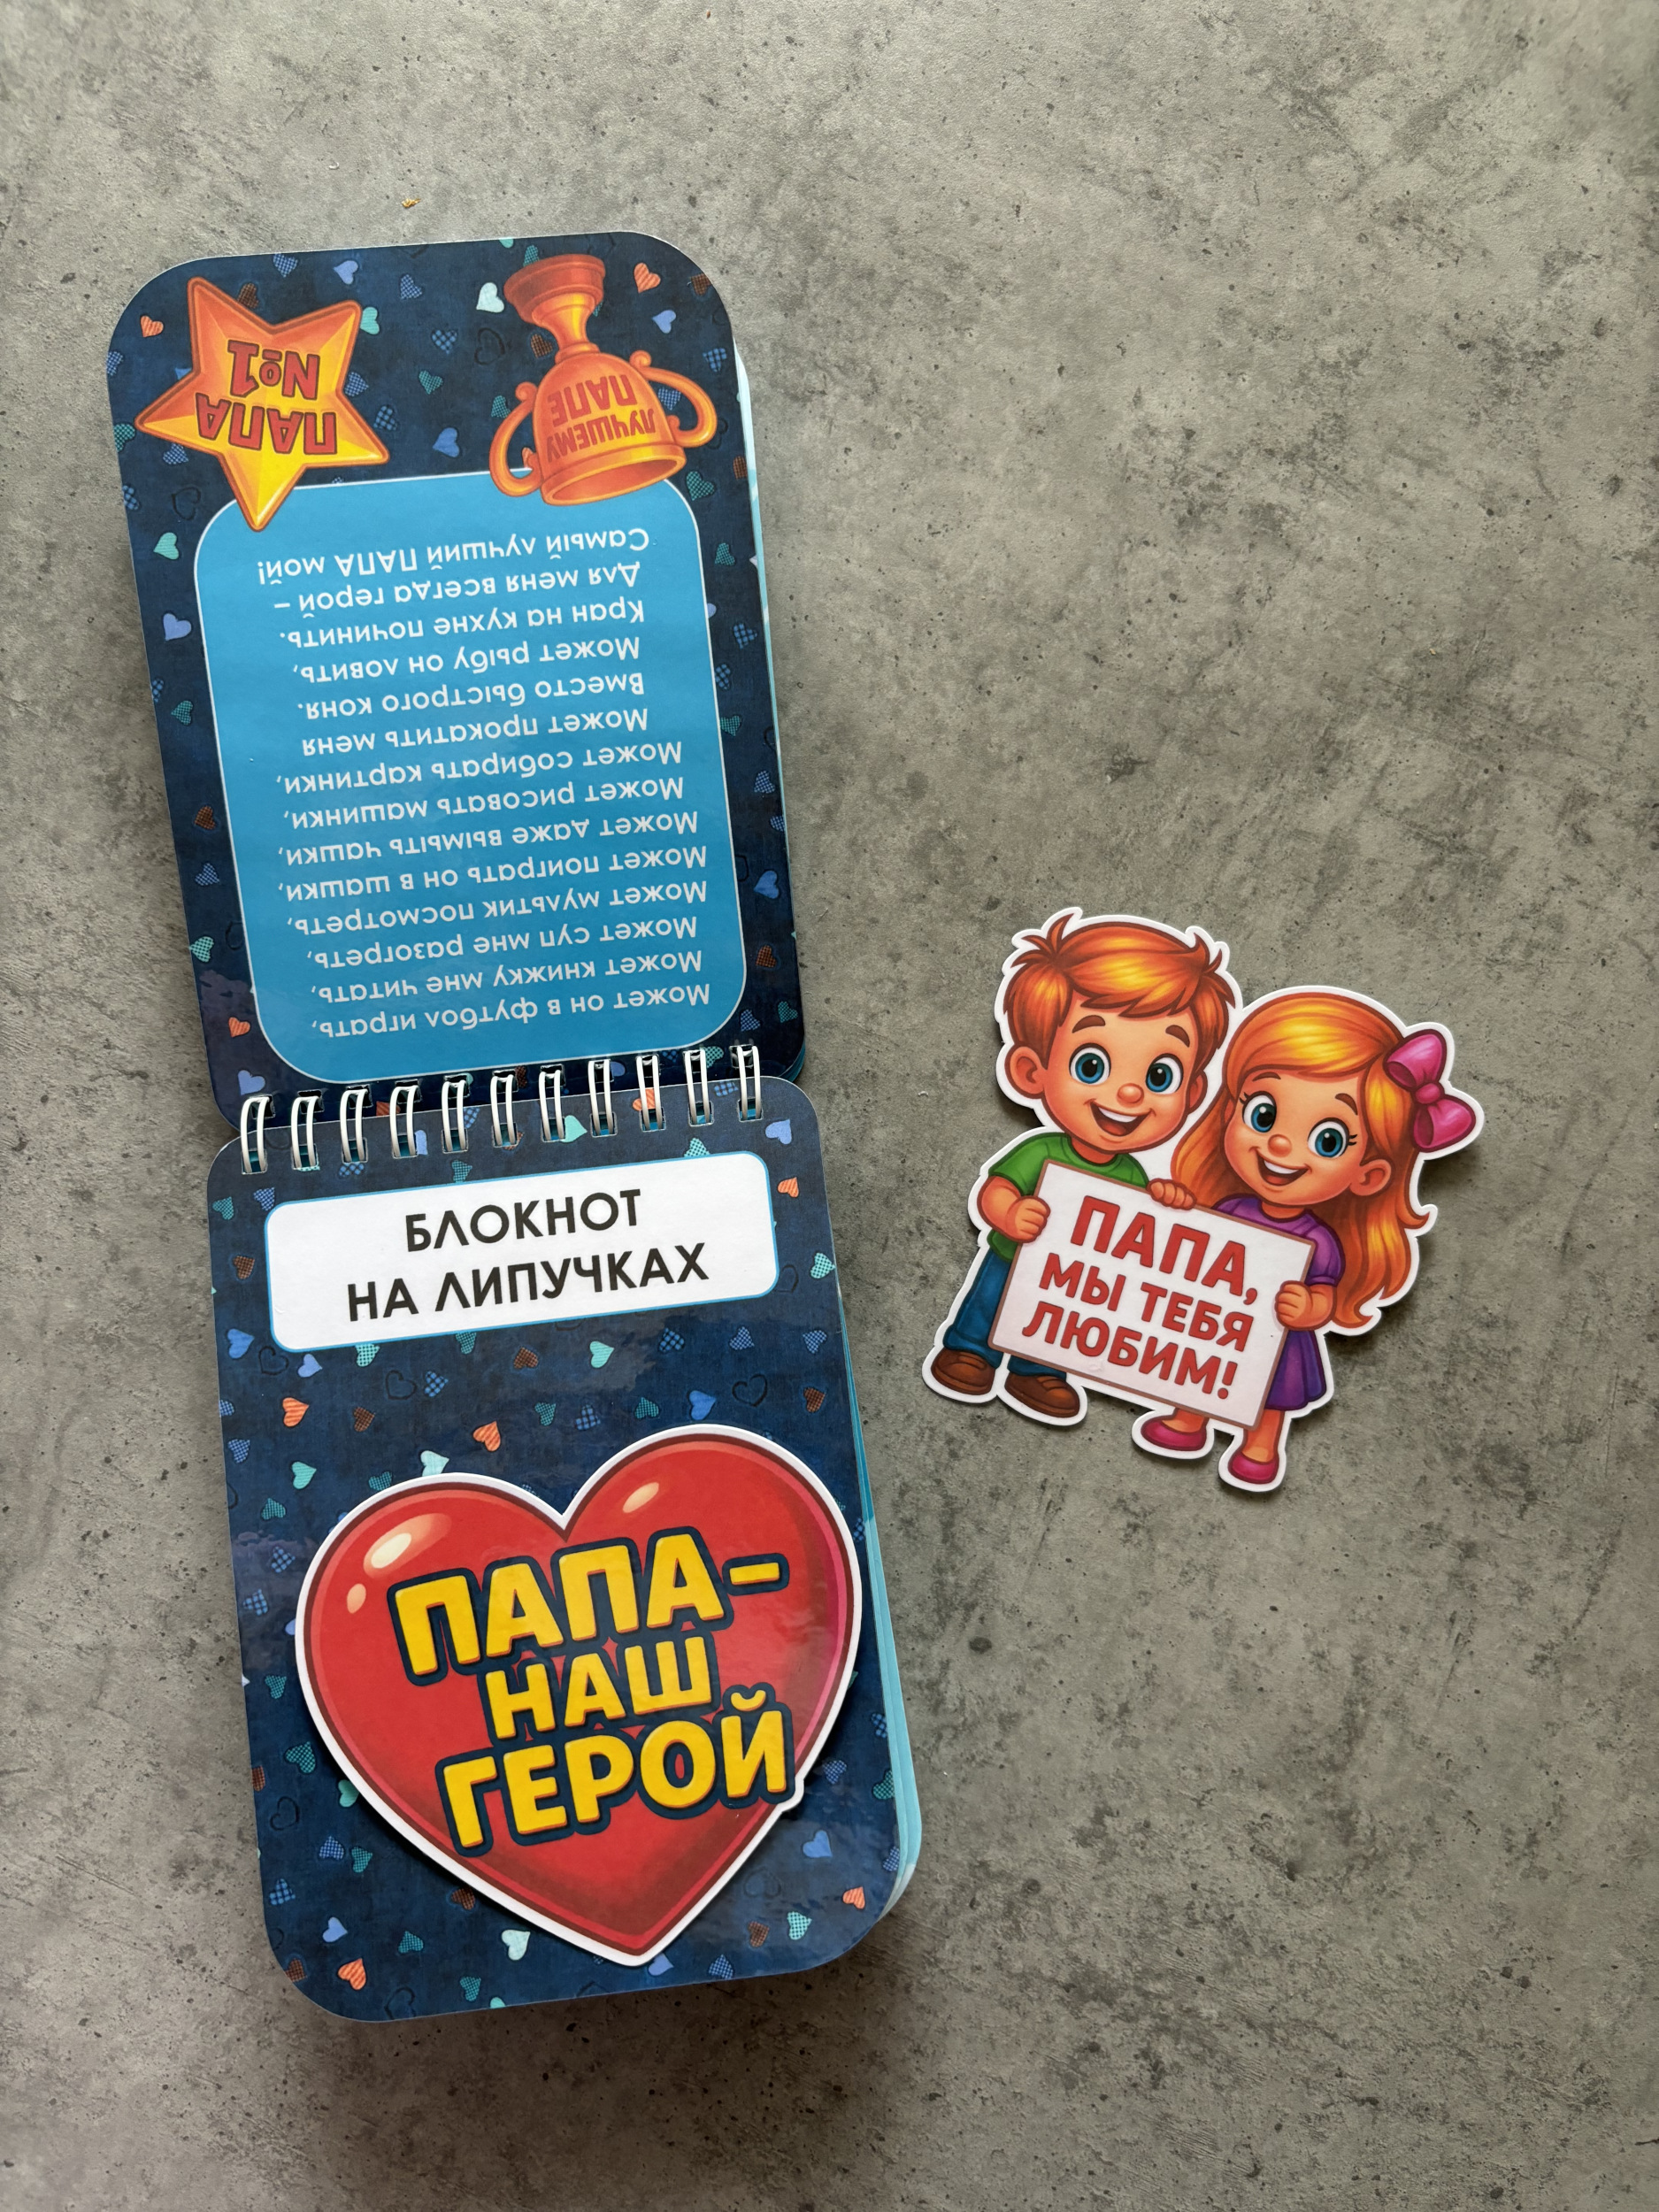 ПАПА
№1
ЛУЧШЕМУ
ПАПЕ
Может он в футбол играть,
Может книжку мне читать,
Может суп мне разогреть,
Может мультик посмотреть,
Может поиграть он в шашки,
Может даже вымыть чашки,
Может рисовать машинки,
Может собирать картинки,
Может прокатить меня
Вместо быстрого коня.
Может рыбу он ловить,
Кран на кухне починить.
Для меня всегда герой –
Самый лучший ПАПА мой!
БЛОКНОТ
НА ЛИПУЧКАХ
ПАПА-
НАШ
ГЕРОЙ
ПАПА,
МЫ ТЕБЯ
ЛЮБИМ!